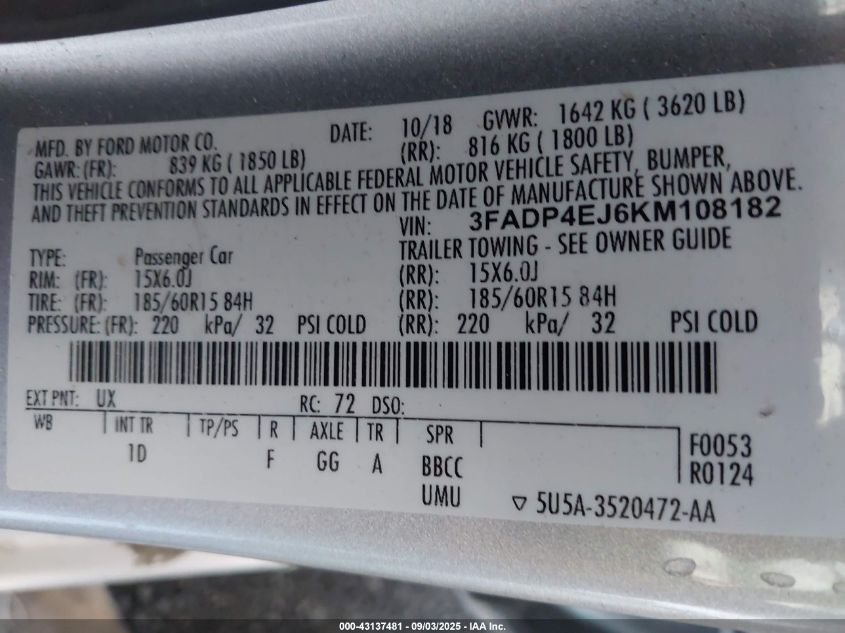 MFD. BY FORD MOTOR CO. DATE: 10/18 GVWR: 1642 KG ( 3620 LB)
GAWR: (FR): 839 KG ( 1850 LB) (RR): 816 KG ( 1800 LB)
THIS VEHICLE CONFORMS TO ALL APPLICABLE FEDERAL MOTOR VEHICLE SAFETY, BUMPER,
AND THEFT PREVENTION STANDARDS IN EFFECT ON THE DATE OF MANUFACTURE SHOWN ABOVE.
VIN: 3FADP4EJ6KM108182
TYPE: Passenger Car TRAILER TOWING - SEE OWNER GUIDE
RIM: (FR): 15X6.0J (RR): 15X6.0J
TIRE: (FR): 185/60R15 84H (RR): 185/60R15 84H
PRESSURE: (FR): 220 kPa/ 32 PSI COLD (RR): 220 kPa/ 32 PSI COLD
EXT PNT: UX RC: 72 DSO:
WB INT TR TP/PS R AXLE TR SPR F0053
1D F GG A BBCC R0124
UMU ▽ 5U5A-3520472-AA
000-43137481 - 09/03/2025 - IAA Inc.